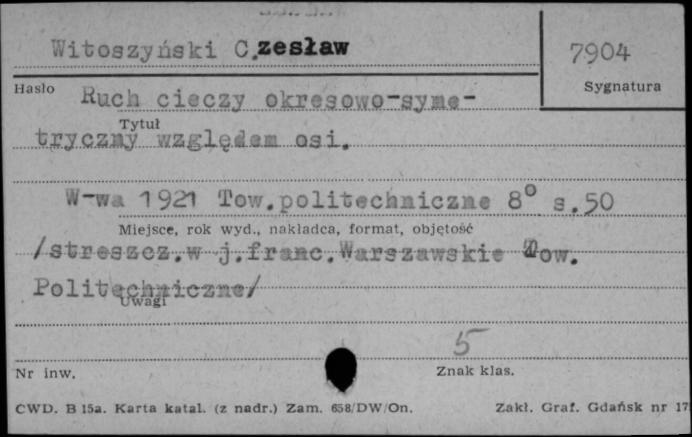 Witoszyński C.zesław
7904
Hasło
Sygnatura
Ruch cieczy okresowo-syme-
Tytuł
tryczny względem osi.
W-wa 1921 Tow.politechniczne 8° s.50
Miejsce, rok wyd., nakładca, format, objętość
/streszcz.w j.franc.Warszawskie Tow.
Politechniczne/
Uwagi
5
Nr inw.
Znak klas.
CWD. B 15a. Karta katal. (z nadr.) Zam. 658/DW/On.
Zakł. Graf. Gdańsk nr